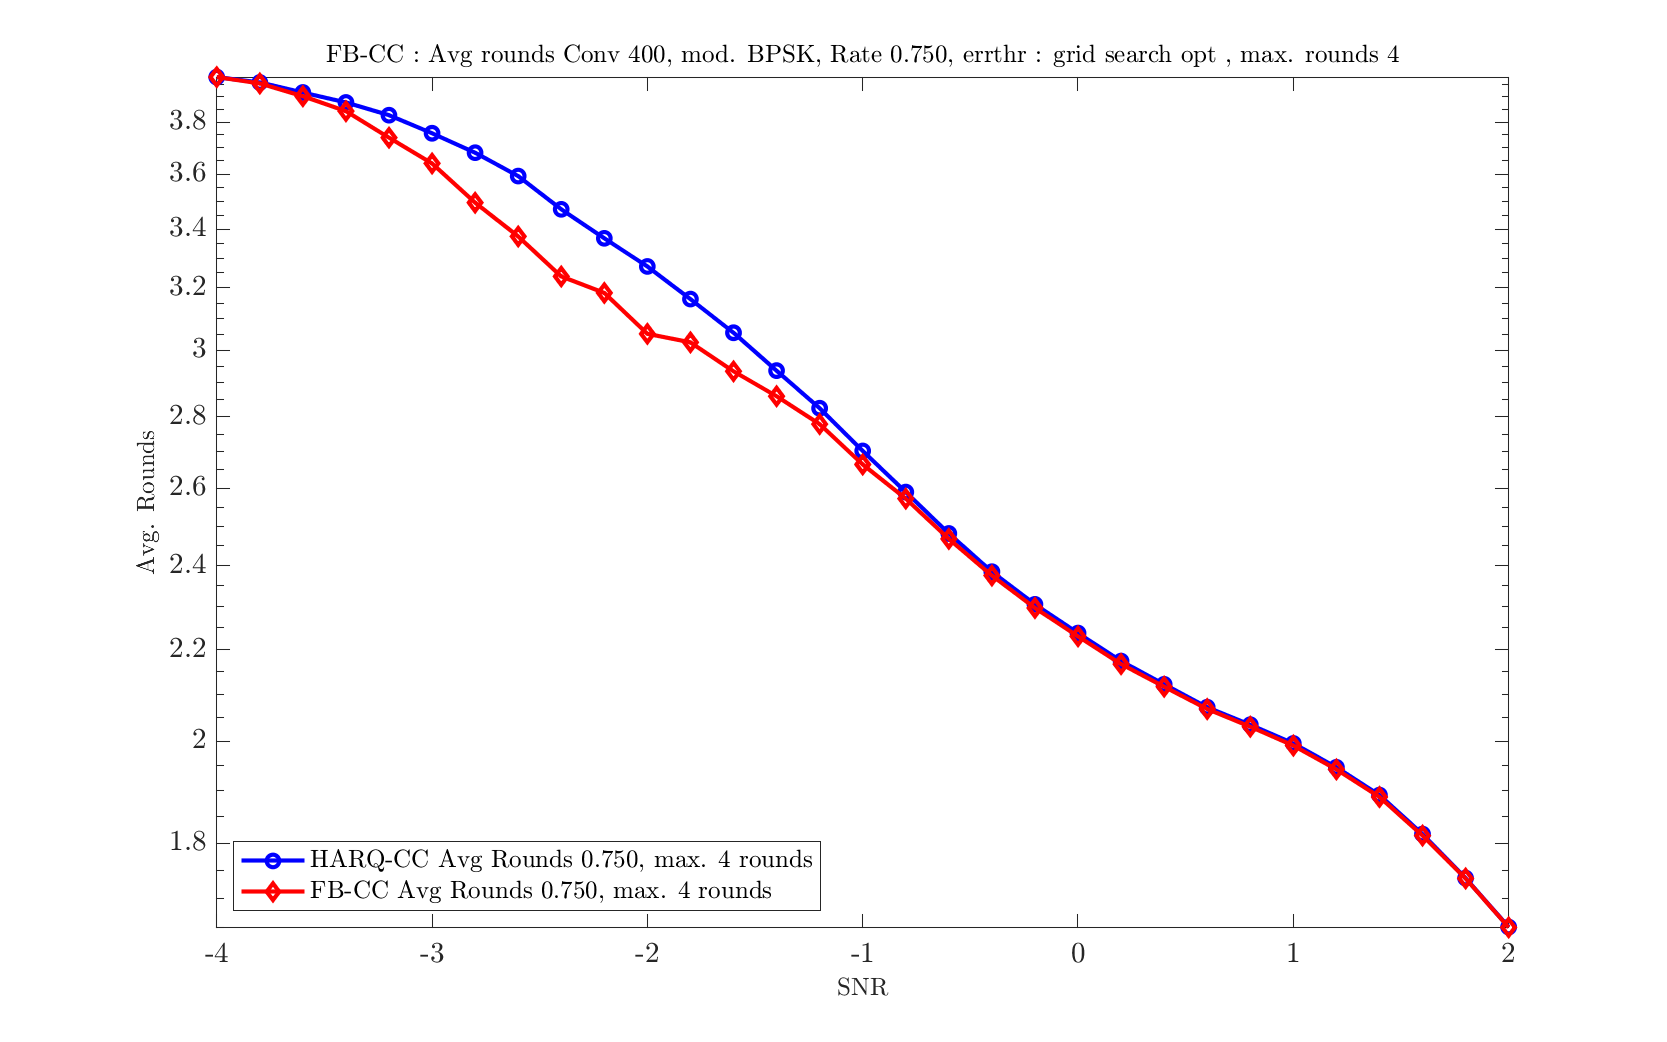 FB-CC : Avg rounds Conv 400, mod. BPSK, Rate 0.750, errthr : grid search opt , max. rounds 4
3.8
3.6
3.4
3.2
3
2.8
2.6
2.4
2.2
2
1.8
Avg. Rounds
HARQ-CC Avg Rounds 0.750, max. 4 rounds
FB-CC Avg Rounds 0.750, max. 4 rounds
-4 -3 -2 -1 0 1 2
SNR